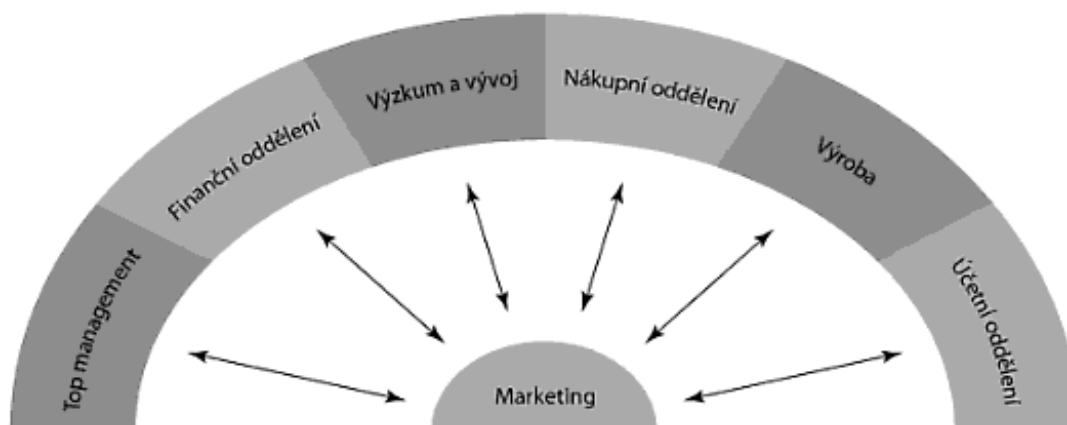 Top management
Finanční oddělení
Výzkum a vývoj
Nákupní oddělení
Výroba
Účetní oddělení
Marketing